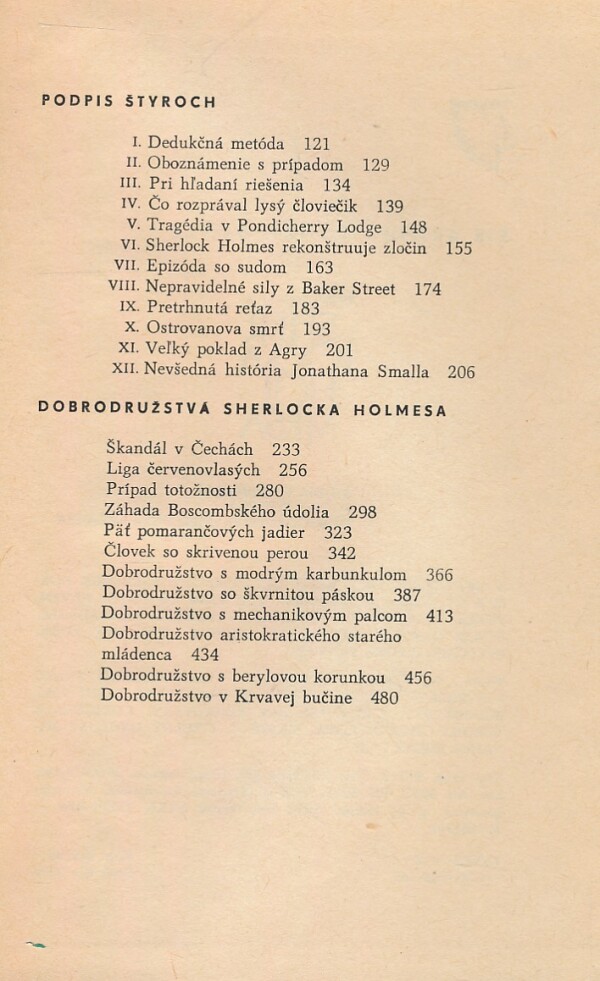 PODPIS ŠTYROCH
I. Dedukčná metóda 121
II. Oboznámenie s prípadom 129
III. Pri hľadaní riešenia 134
IV. Čo rozprával lysý človiečik 139
V. Tragédia v Pondicherry Lodge 148
VI. Sherlock Holmes rekonštruuje zločin 155
VII. Epizóda so sudom 163
VIII. Nepravidelné sily z Baker Street 174
IX. Pretrhnutá reťaz 183
X. Ostrovanova smrť 193
XI. Veľký poklad z Agry 201
XII. Nevšedná história Jonathana Smalla 206
DOBRODRUŽSTVÁ SHERLOCKA HOLMESA
Škandál v Čechách 233
Liga červenovlasých 256
Prípad totožnosti 280
Záhada Boscombského údolia 298
Päť pomarančových jadier 323
Človek so skrivenou perou 342
Dobrodružstvo s modrým karbunkulom 366
Dobrodružstvo so škvrnitou páskou 387
Dobrodružstvo s mechanikovým palcom 413
Dobrodružstvo aristokratického starého
mládenca 434
Dobrodružstvo s berylovou korunkou 456
Dobrodružstvo v Krvavej bučine 480